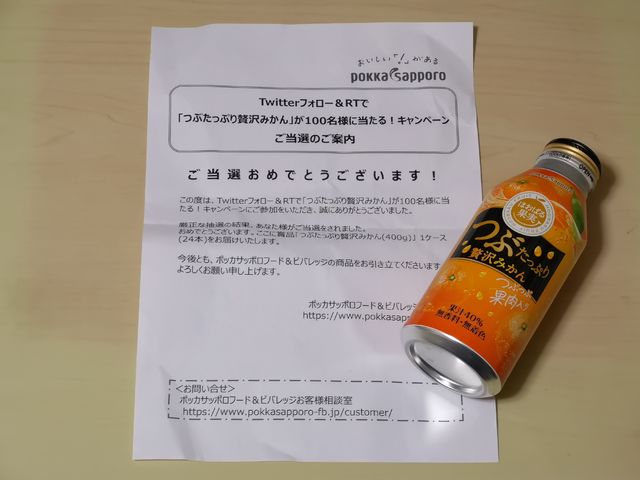 おいしい"!"がある
pokka sapporo
Twitterフォロー＆RTで
「つぶたっぷり贅沢みかん」が100名様に当たる！キャンペーン
ご当選のご案内
ご当選おめでとうございます！
この度は、TwitterフォローRTで「つぶたっぷり贅沢みかん」が100名様に当た
る！キャンペーンにご参加をいただき、誠にありがとうございました。
厳正な抽選の結果、あなた様がご当選をされました。
おめでとうございます。ここに賞品「つぶたっぷり贅沢みかん(400g)」1ケース
(24本)をお届けいたします。
今後とも、ポッカサッポロフード＆ビバレッジの商品をお引き立てください
よろしくお願い申し上げます。
ポッカサッポロフード＆ビバレッジ
https://www.pokkasap
＜お問い合せ＞
ポッカサッポロフード＆ビバレッジお客様相談室
https://www.pokkasapporo-fb.jp/customer/
ほおばる
果実
つぶたっぷり
贅沢みかん
つぶつぶ
果肉入り
果汁40%
無香料・無着色